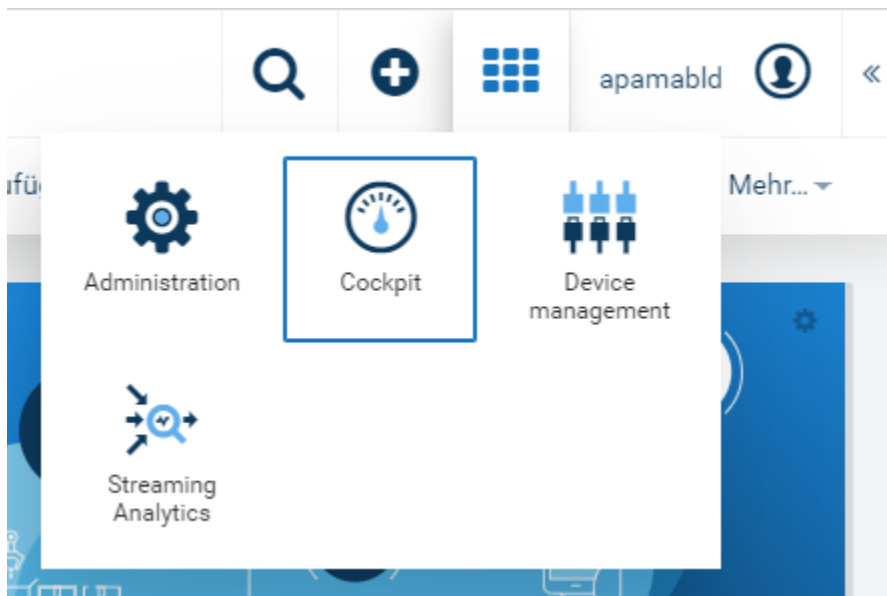 apamabld
Mehr...
Administration
Cockpit
Device
management
Streaming
Analytics